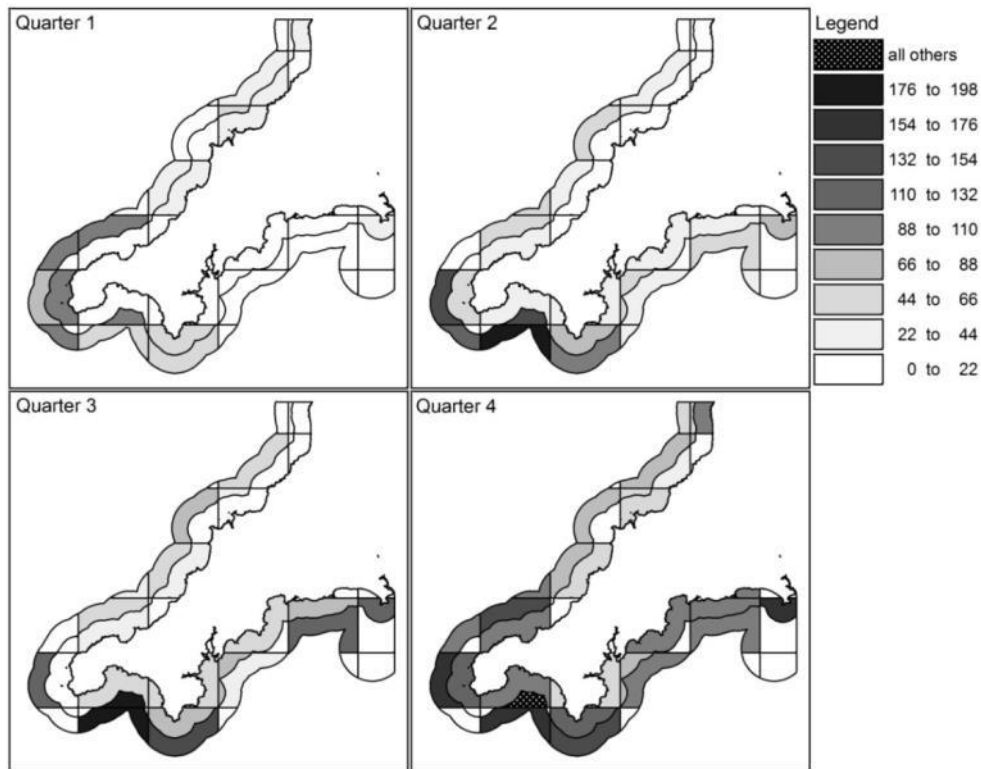 Quarter 1
Quarter 2
Legend
all others
176 to 198
154 to 176
132 to 154
110 to 132
88 to 110
66 to 88
44 to 66
22 to 44
0 to 22
Quarter 3
Quarter 4